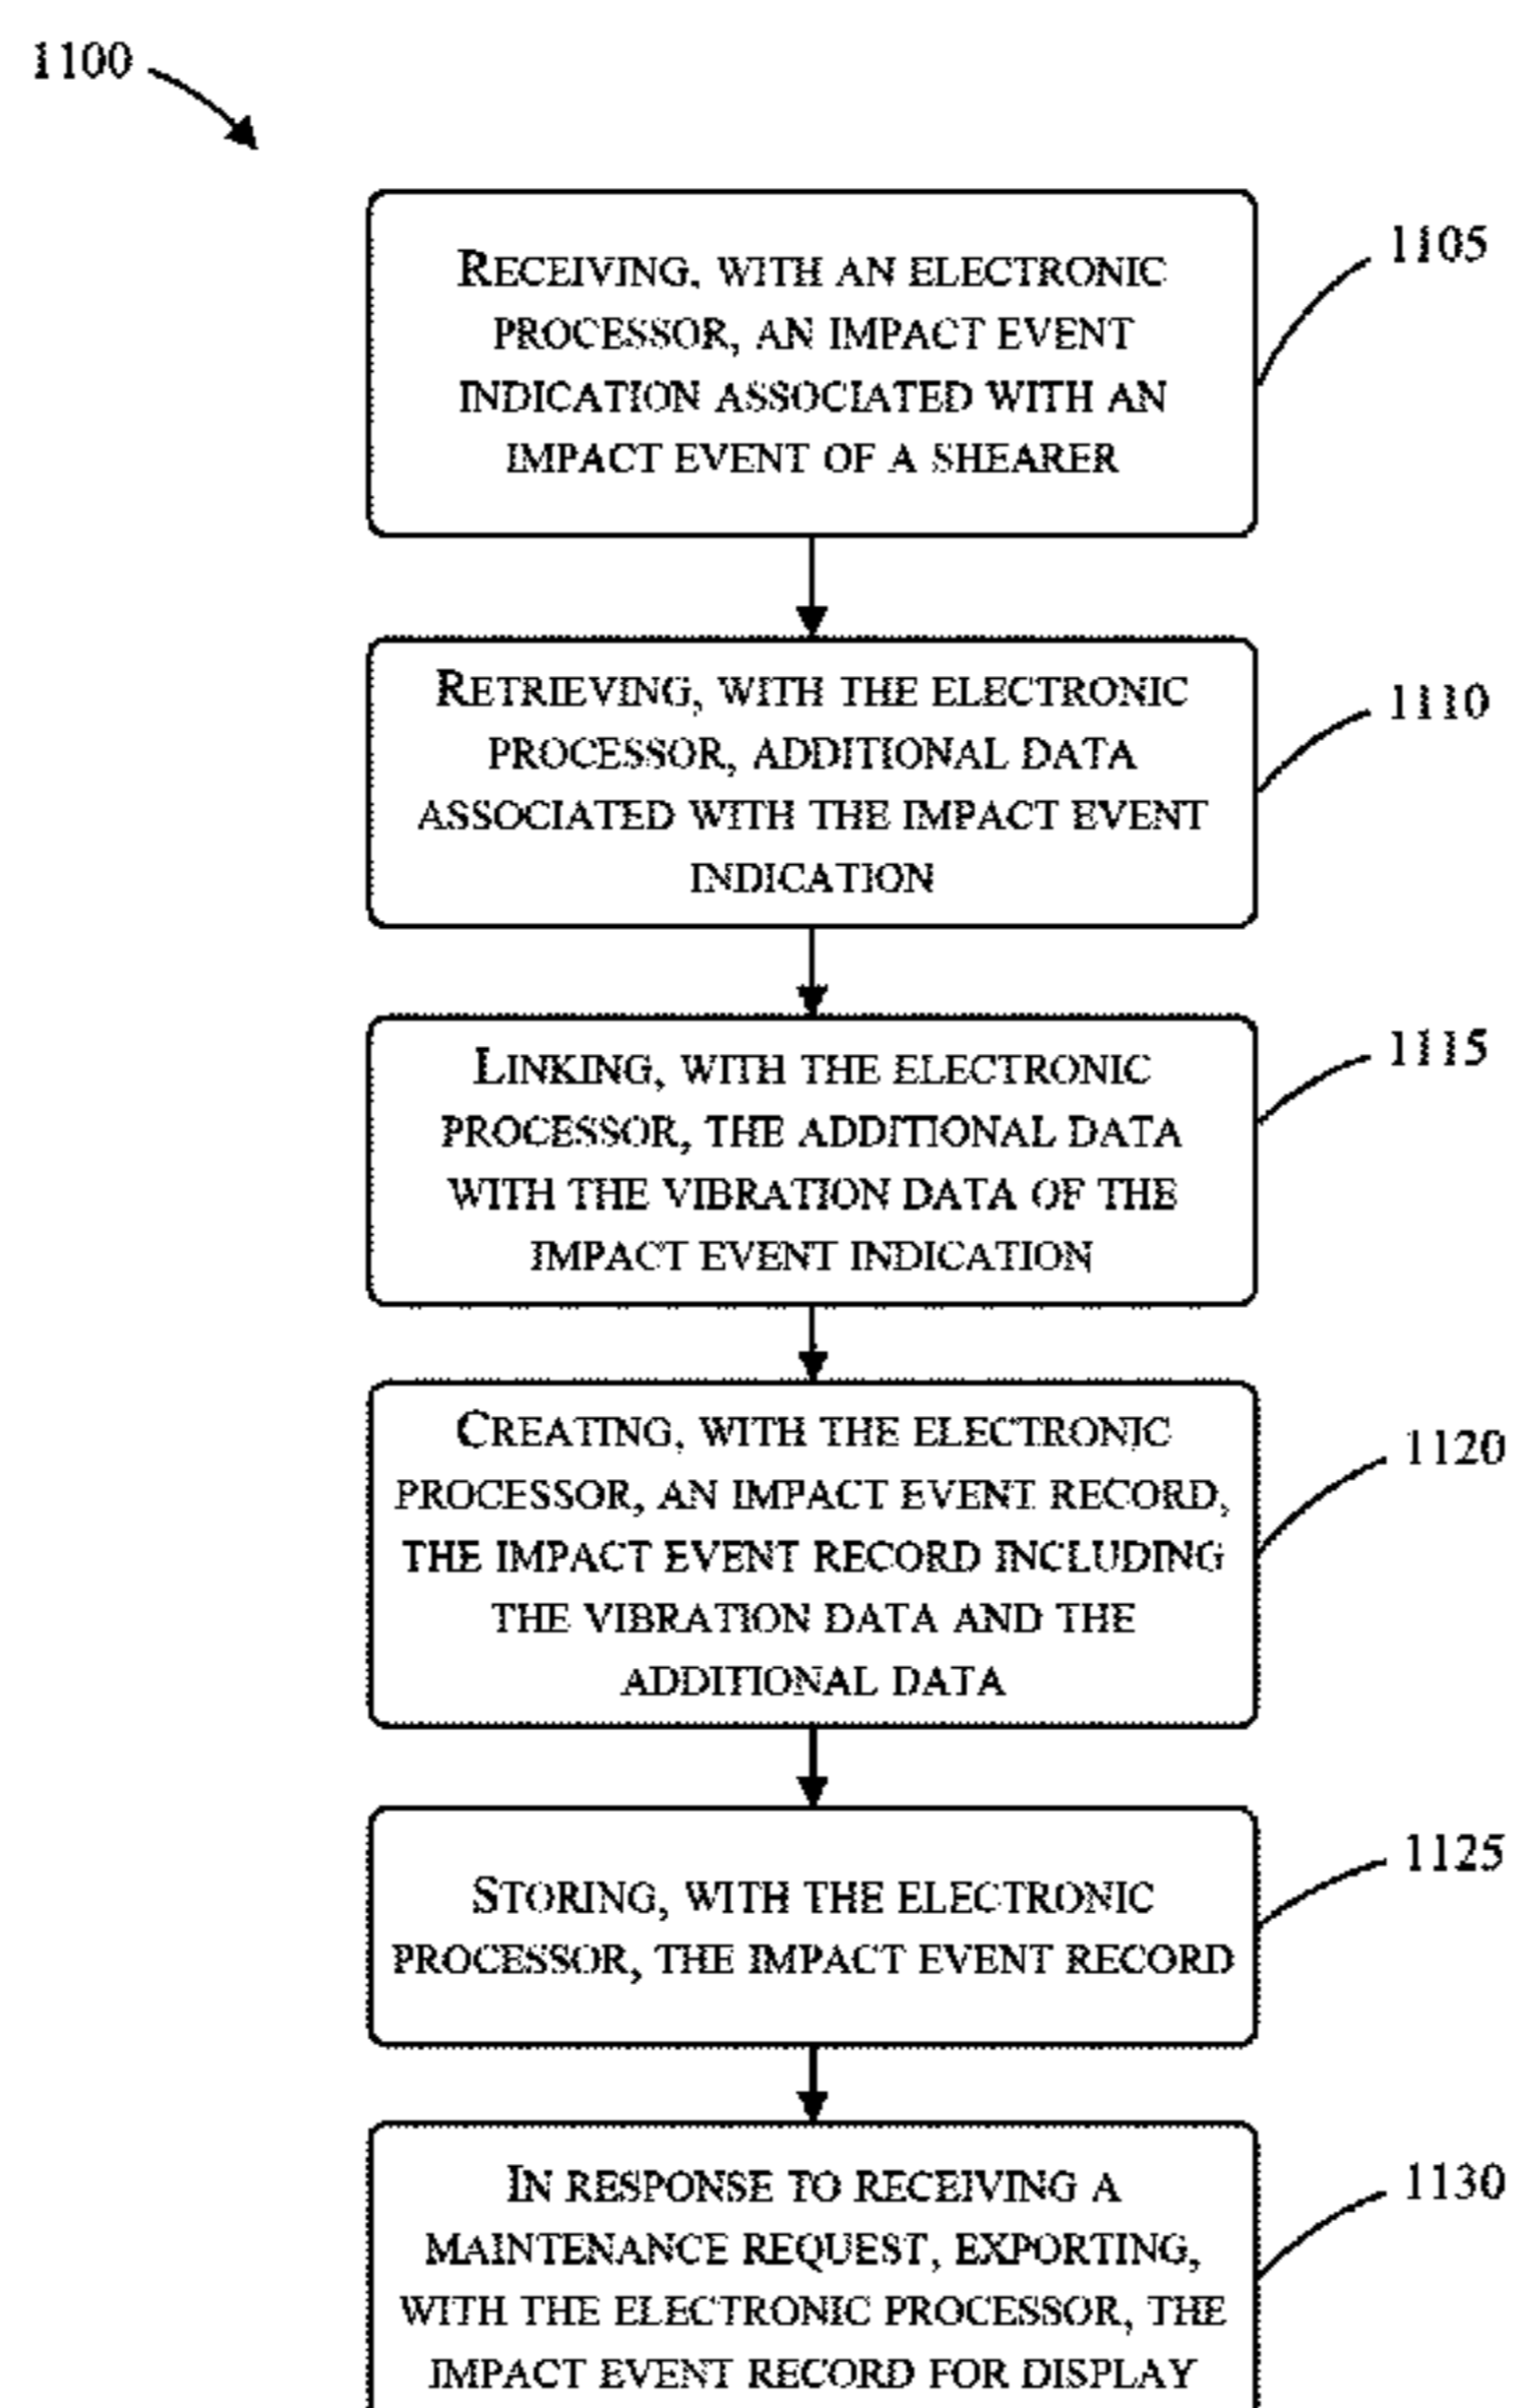 1100
RECEIVING, WITH AN ELECTRONIC
1105
PROCESSOR, AN IMPACT EVENT
INDICATION ASSOCIATED WITH AN
IMPACT EVENT OF A SHEARER
RETRIEVING, WITH THE ELECTRONIC
1110
PROCESSOR, ADDITIONAL DATA
ASSOCIATED WITH THE IMPACT EVENT
INDICATION
LINKING, WITH THE ELECTRONIC
1115
PROCESSOR, THE ADDITIONAL DATA
WITH THE VIBRATION DATA OF THE
IMPACT EVENT INDICATION
CREATING, WITH THE ELECTRONIC
1120
PROCESSOR, AN IMPACT EVENT RECORD,
THE IMPACT EVENT RECORD INCLUDING
THE VIBRATION DATA AND THE
ADDITIONAL DATA
STORING, WITH THE ELECTRONIC
1125
PROCESSOR, THE IMPACT EVENT RECORD
IN RESPONSE TO RECEIVING A
1130
MAINTENANCE REQUEST, EXPORTING,
WITH THE ELECTRONIC PROCESSOR, THE
IMPACT EVENT RECORD FOR DISPLAY